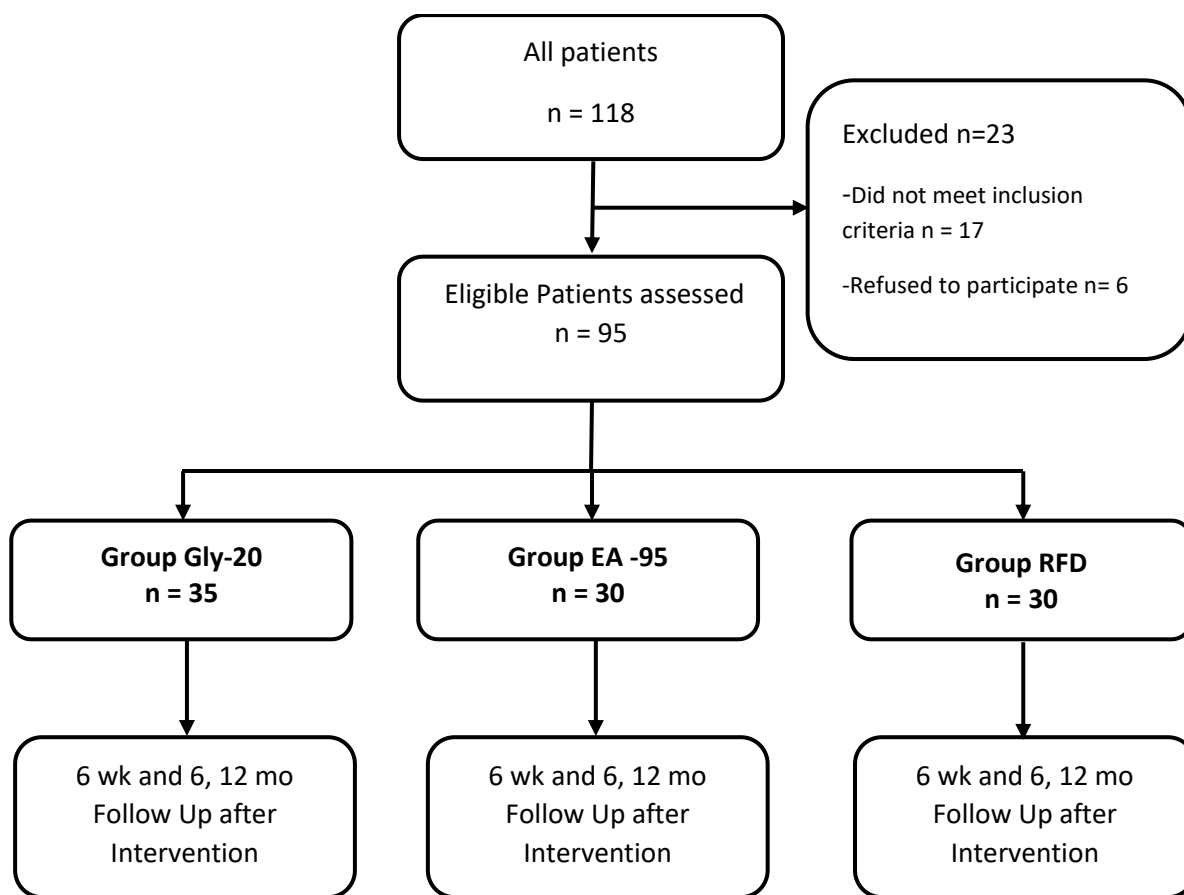 All patients
n = 118
Excluded n=23
-Did not meet inclusion
criteria n = 17
-Refused to participate n= 6
Eligible Patients assessed
n = 95
Group Gly-20
n = 35
Group EA -95
n = 30
Group RFD
n = 30
6 wk and 6, 12 mo
Follow Up after
Intervention
6 wk and 6, 12 mo
Follow Up after
Intervention
6 wk and 6, 12 mo
Follow Up after
Intervention